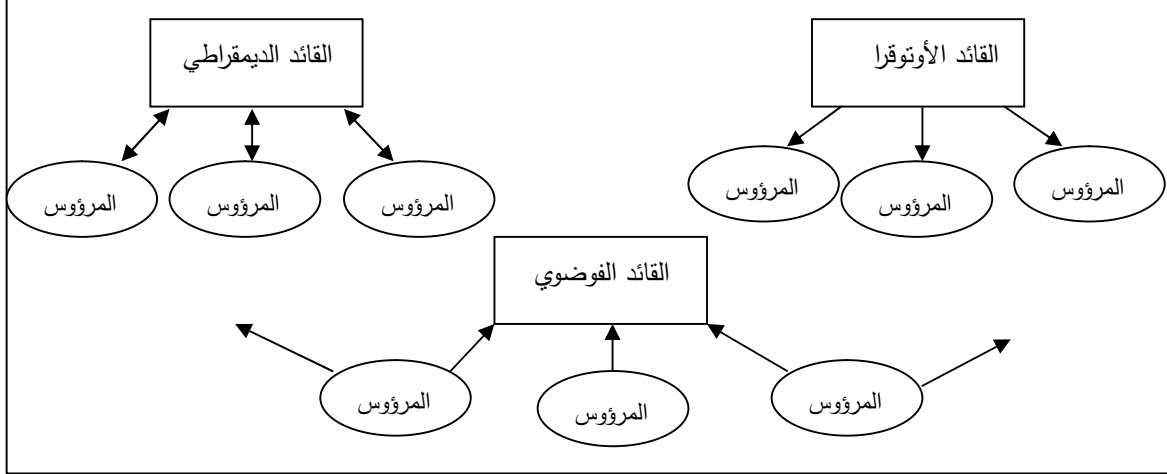 القائد الأوتوقرا
القائد الديمقراطي
المرؤوس
المرؤوس
المرؤوس
المرؤوس
المرؤوس
المرؤوس
القائد الفوضوي
المرؤوس
المرؤوس
المرؤوس